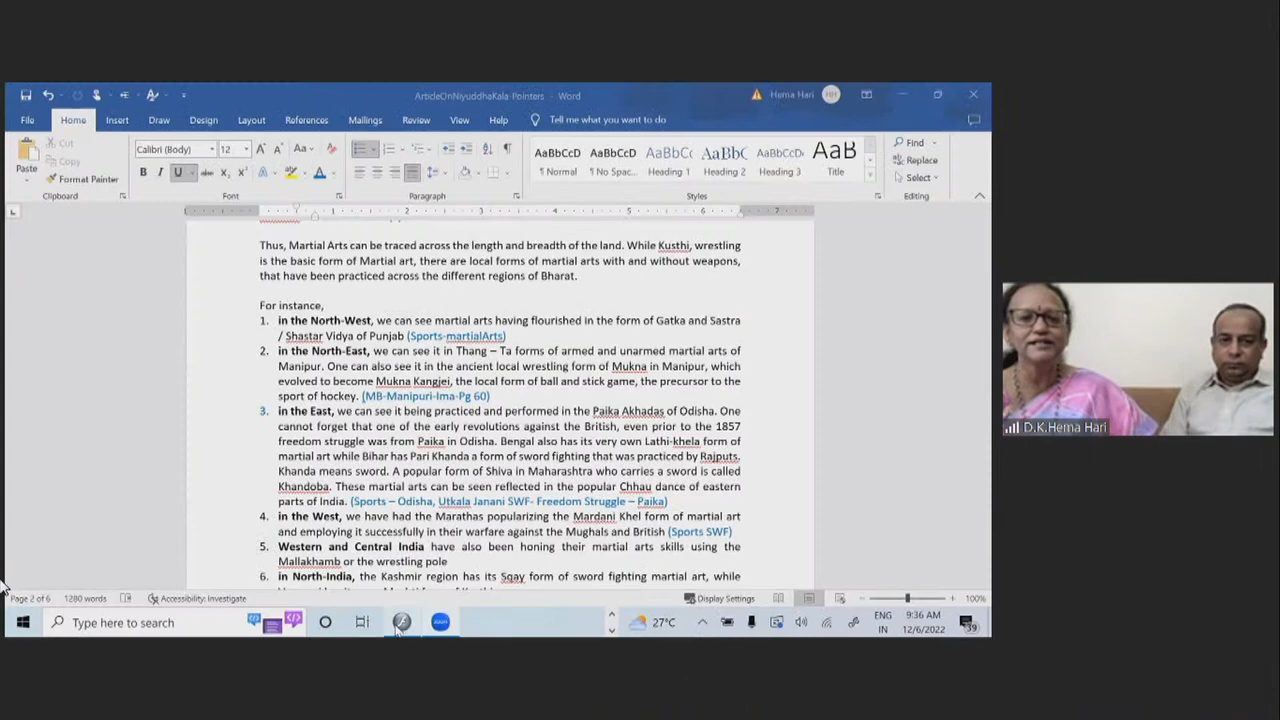 ArticleOnNiyuddhaKala-Pointers - Word
Hema Hari
HH
File Home Insert Draw Design Layout References Mailings Review View Help Tell me what you want to do
Paste
Cut
Copy
Format Painter
Clipboard
Calibri (Body) 12
Font
Paragraph
AaBbCcD AaBbCcD AaBbCc AaBbC AaBbCcD AaB
¶ Normal ¶ No Spac... Heading 1 Heading 2 Heading 3 Title
Styles
Find
Replace
Select
Editing
1 2 3 4 5 6 7
Thus, Martial Arts can be traced across the length and breadth of the land. While Kusthi, wrestling
is the basic form of Martial art, there are local forms of martial arts with and without weapons,
that have been practiced across the different regions of Bharat.
For instance,
1. in the North-West, we can see martial arts having flourished in the form of Gatka and Sastra
/ Shastar Vidya of Punjab (Sports-martialArts)
2. in the North-East, we can see it in Thang – Ta forms of armed and unarmed martial arts of
Manipur. One can also see it in the ancient local wrestling form of Mukna in Manipur, which
evolved to become Mukna Kangjei, the local form of ball and stick game, the precursor to the
sport of hockey. (MB-Manipuri-Ima-Pg 60)
3. in the East, we can see it being practiced and performed in the Paika Akhadas of Odisha. One
cannot forget that one of the early revolutions against the British, even prior to the 1857
freedom struggle was from Paika in Odisha. Bengal also has its very own Lathi-khela form of
martial art while Bihar has Pari Khanda a form of sword fighting that was practiced by Rajputs.
Khanda means sword. A popular form of Shiva in Maharashtra who carries a sword is called
Khandoba. These martial arts can be seen reflected in the popular Chhau dance of eastern
parts of India. (Sports – Odisha, Utkala Janani SWF- Freedom Struggle – Paika)
4. in the West, we have had the Marathas popularizing the Mardani Khel form of martial art
and employing it successfully in their warfare against the Mughals and British (Sports SWF)
5. Western and Central India have also been honing their martial arts skills using the
Mallakhamb or the wrestling pole
6. in North-India, the Kashmir region has its Sqay form of sword fighting martial art, while
Page 2 of 6 1280 words Accessibility: Investigate Display Settings 100%
Type here to search
zoom
27°C
ENG
IN
9:36 AM
12/6/2022
39
D.K.Hema Hari